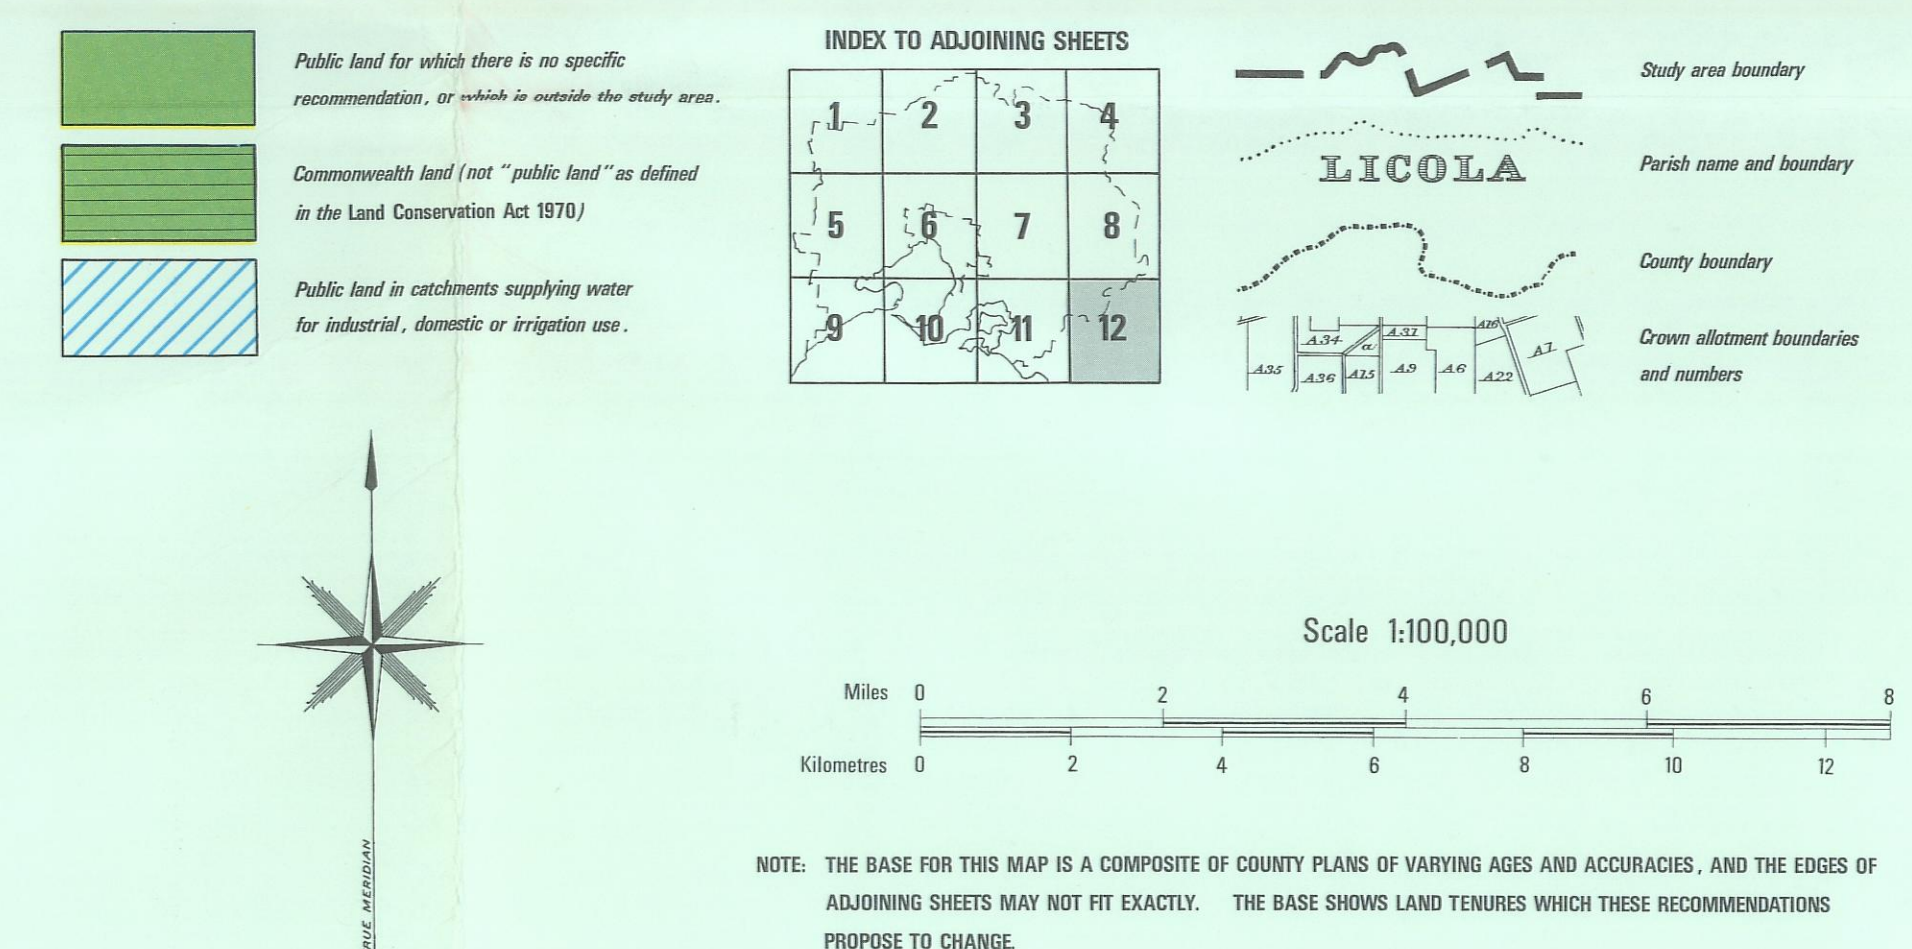 Public land for which there is no specific
recommendation, or which is outside the study area.
Commonwealth land (not "public land" as defined
in the Land Conservation Act 1970)
Public land in catchments supplying water
for industrial, domestic or irrigation use.
INDEX TO ADJOINING SHEETS
1 2 3 4
5 6 7 8
9 10 11 12
Study area boundary
LICOLA
Parish name and boundary
County boundary
A35 A34 A36 a A15 A37 A9 A6 A16 A22 A7
Crown allotment boundaries
and numbers
RUE MERIDIAN
Scale 1:100,000
Miles 0 2 4 6 8
Kilometres 0 2 4 6 8 10 12
NOTE: THE BASE FOR THIS MAP IS A COMPOSITE OF COUNTY PLANS OF VARYING AGES AND ACCURACIES, AND THE EDGES OF
ADJOINING SHEETS MAY NOT FIT EXACTLY. THE BASE SHOWS LAND TENURES WHICH THESE RECOMMENDATIONS
PROPOSE TO CHANGE.